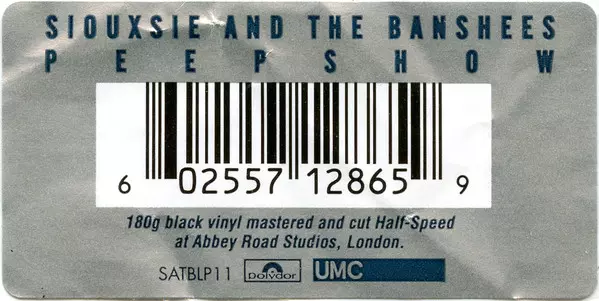 SIOUXSIE AND THE BANSHEES
PEEPSHOW
6 02557 12865 9
180g black vinyl mastered and cut Half-Speed
at Abbey Road Studios, London.
SATBLP11 Polydor UMC